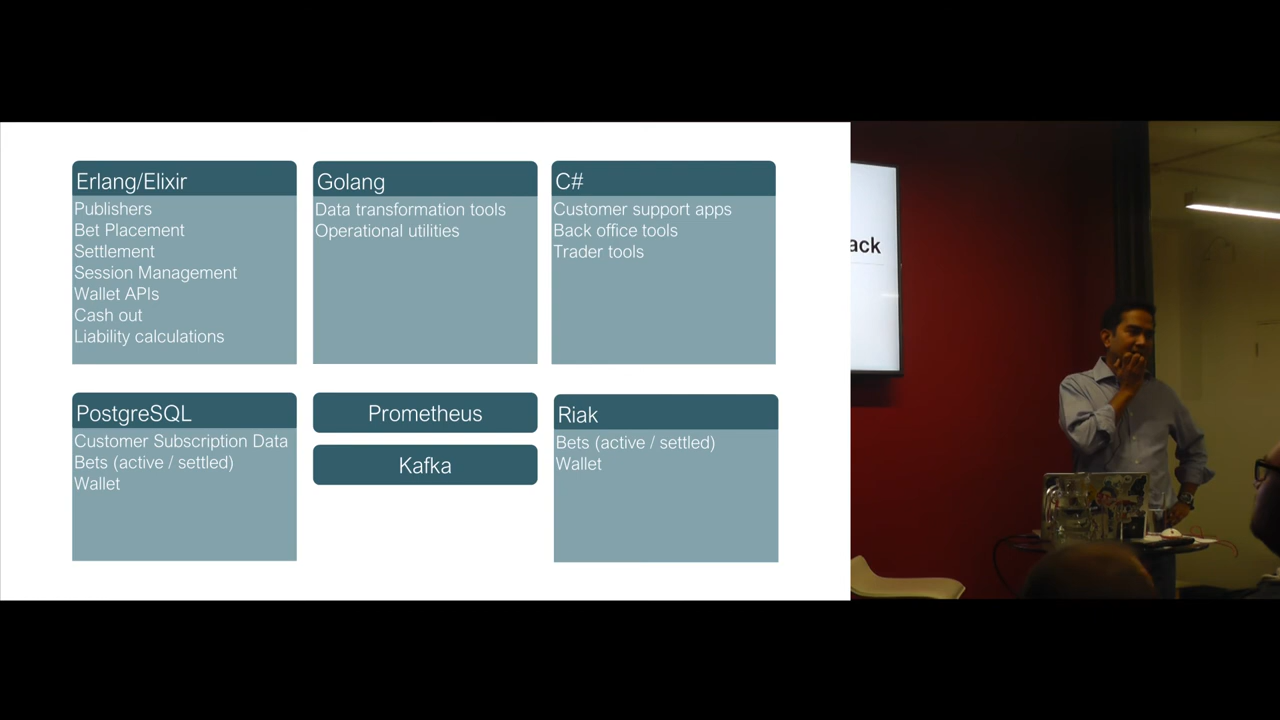 Erlang/Elixir
Publishers
Bet Placement
Settlement
Session Management
Wallet APIs
Cash out
Liability calculations
Golang
Data transformation tools
Operational utilities
C#
Customer support apps
Back office tools
Trader tools
PostgreSQL
Customer Subscription Data
Bets (active / settled)
Wallet
Prometheus
Kafka
Riak
Bets (active / settled)
Wallet
ack